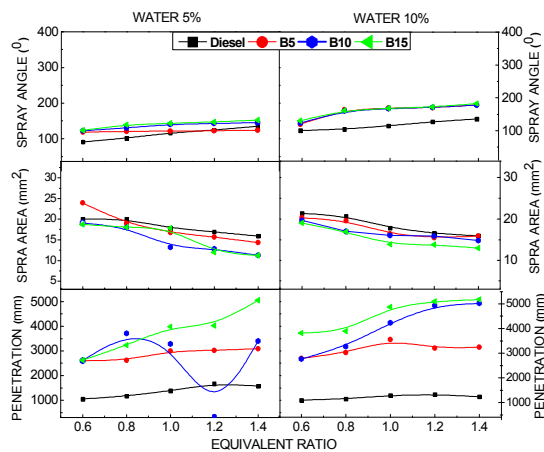 WATER 5% WATER 10%
Diesel B5 B10 B15
SPRAY ANGLE (⁰)
400
300
200
100
SPRAY ANGLE (⁰)
400
300
200
100
SPRA AREA (mm²)
30
25
20
15
10
SPRA AREA (mm²)
30
20
10
PENETRATION (mm)
5000
4000
3000
2000
1000
PENETRATION (mm)
5000
4000
3000
2000
1000
0.6 0.8 1.0 1.2 1.4 0.6 0.8 1.0 1.2 1.4
EQUIVALENT RATIO